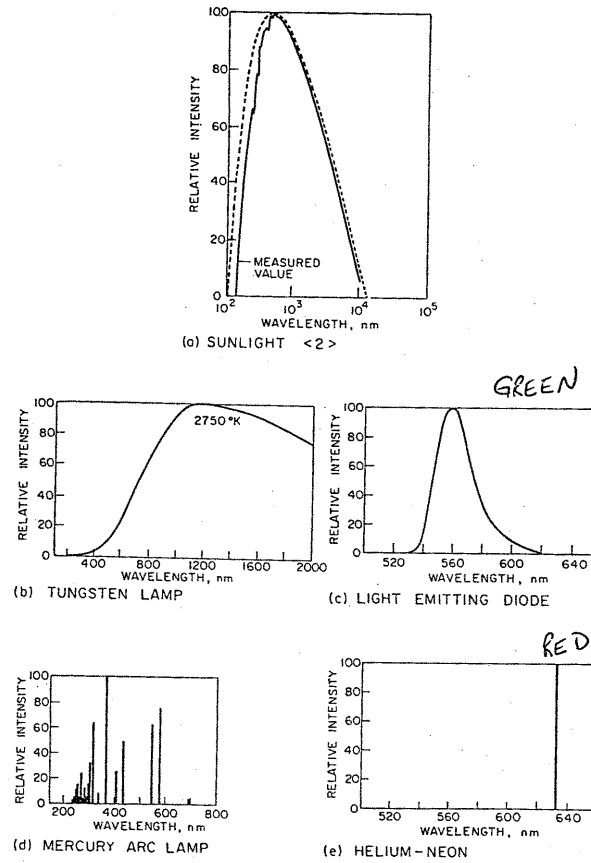 RELATIVE INTENSITY
100
80
60
40
20
0
MEASURED
VALUE
10² 10³ 10⁴ 10⁵
WAVELENGTH, nm
(a) SUNLIGHT <2>
RELATIVE INTENSITY
100
80
60
40
20
0
2750°K
400 800 1200 1600 2000
WAVELENGTH, nm
(b) TUNGSTEN LAMP
GREEN
RELATIVE INTENSITY
100
80
60
40
20
0
520 560 600 640
WAVELENGTH, nm
(c) LIGHT EMITTING DIODE
RELATIVE INTENSITY
100
80
60
40
20
0
200 400 600 800
WAVELENGTH, nm
(d) MERCURY ARC LAMP
RED
RELATIVE INTENSITY
100
80
60
40
20
0
520 560 600 640
WAVELENGTH, nm
(e) HELIUM-NEON